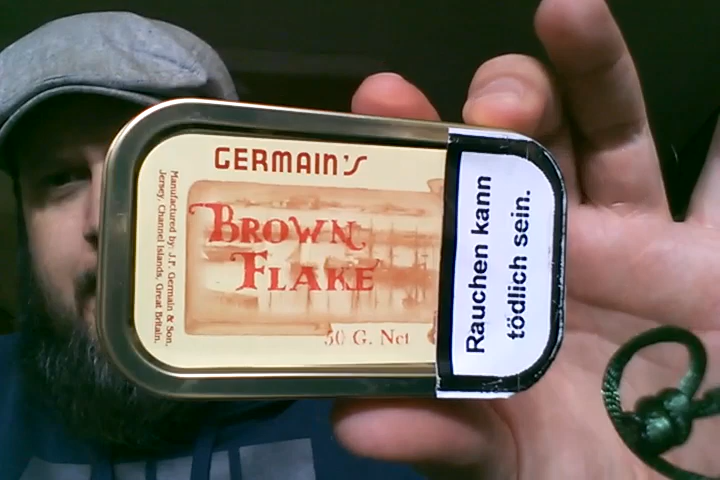 GERMAIN'S
BROWN
FLAKE
50 G. Net
Manufactured by: J.F. Germain & Son.
Jersey, Channel Islands, Great Britain.
Rauchen kann
tödlich sein.